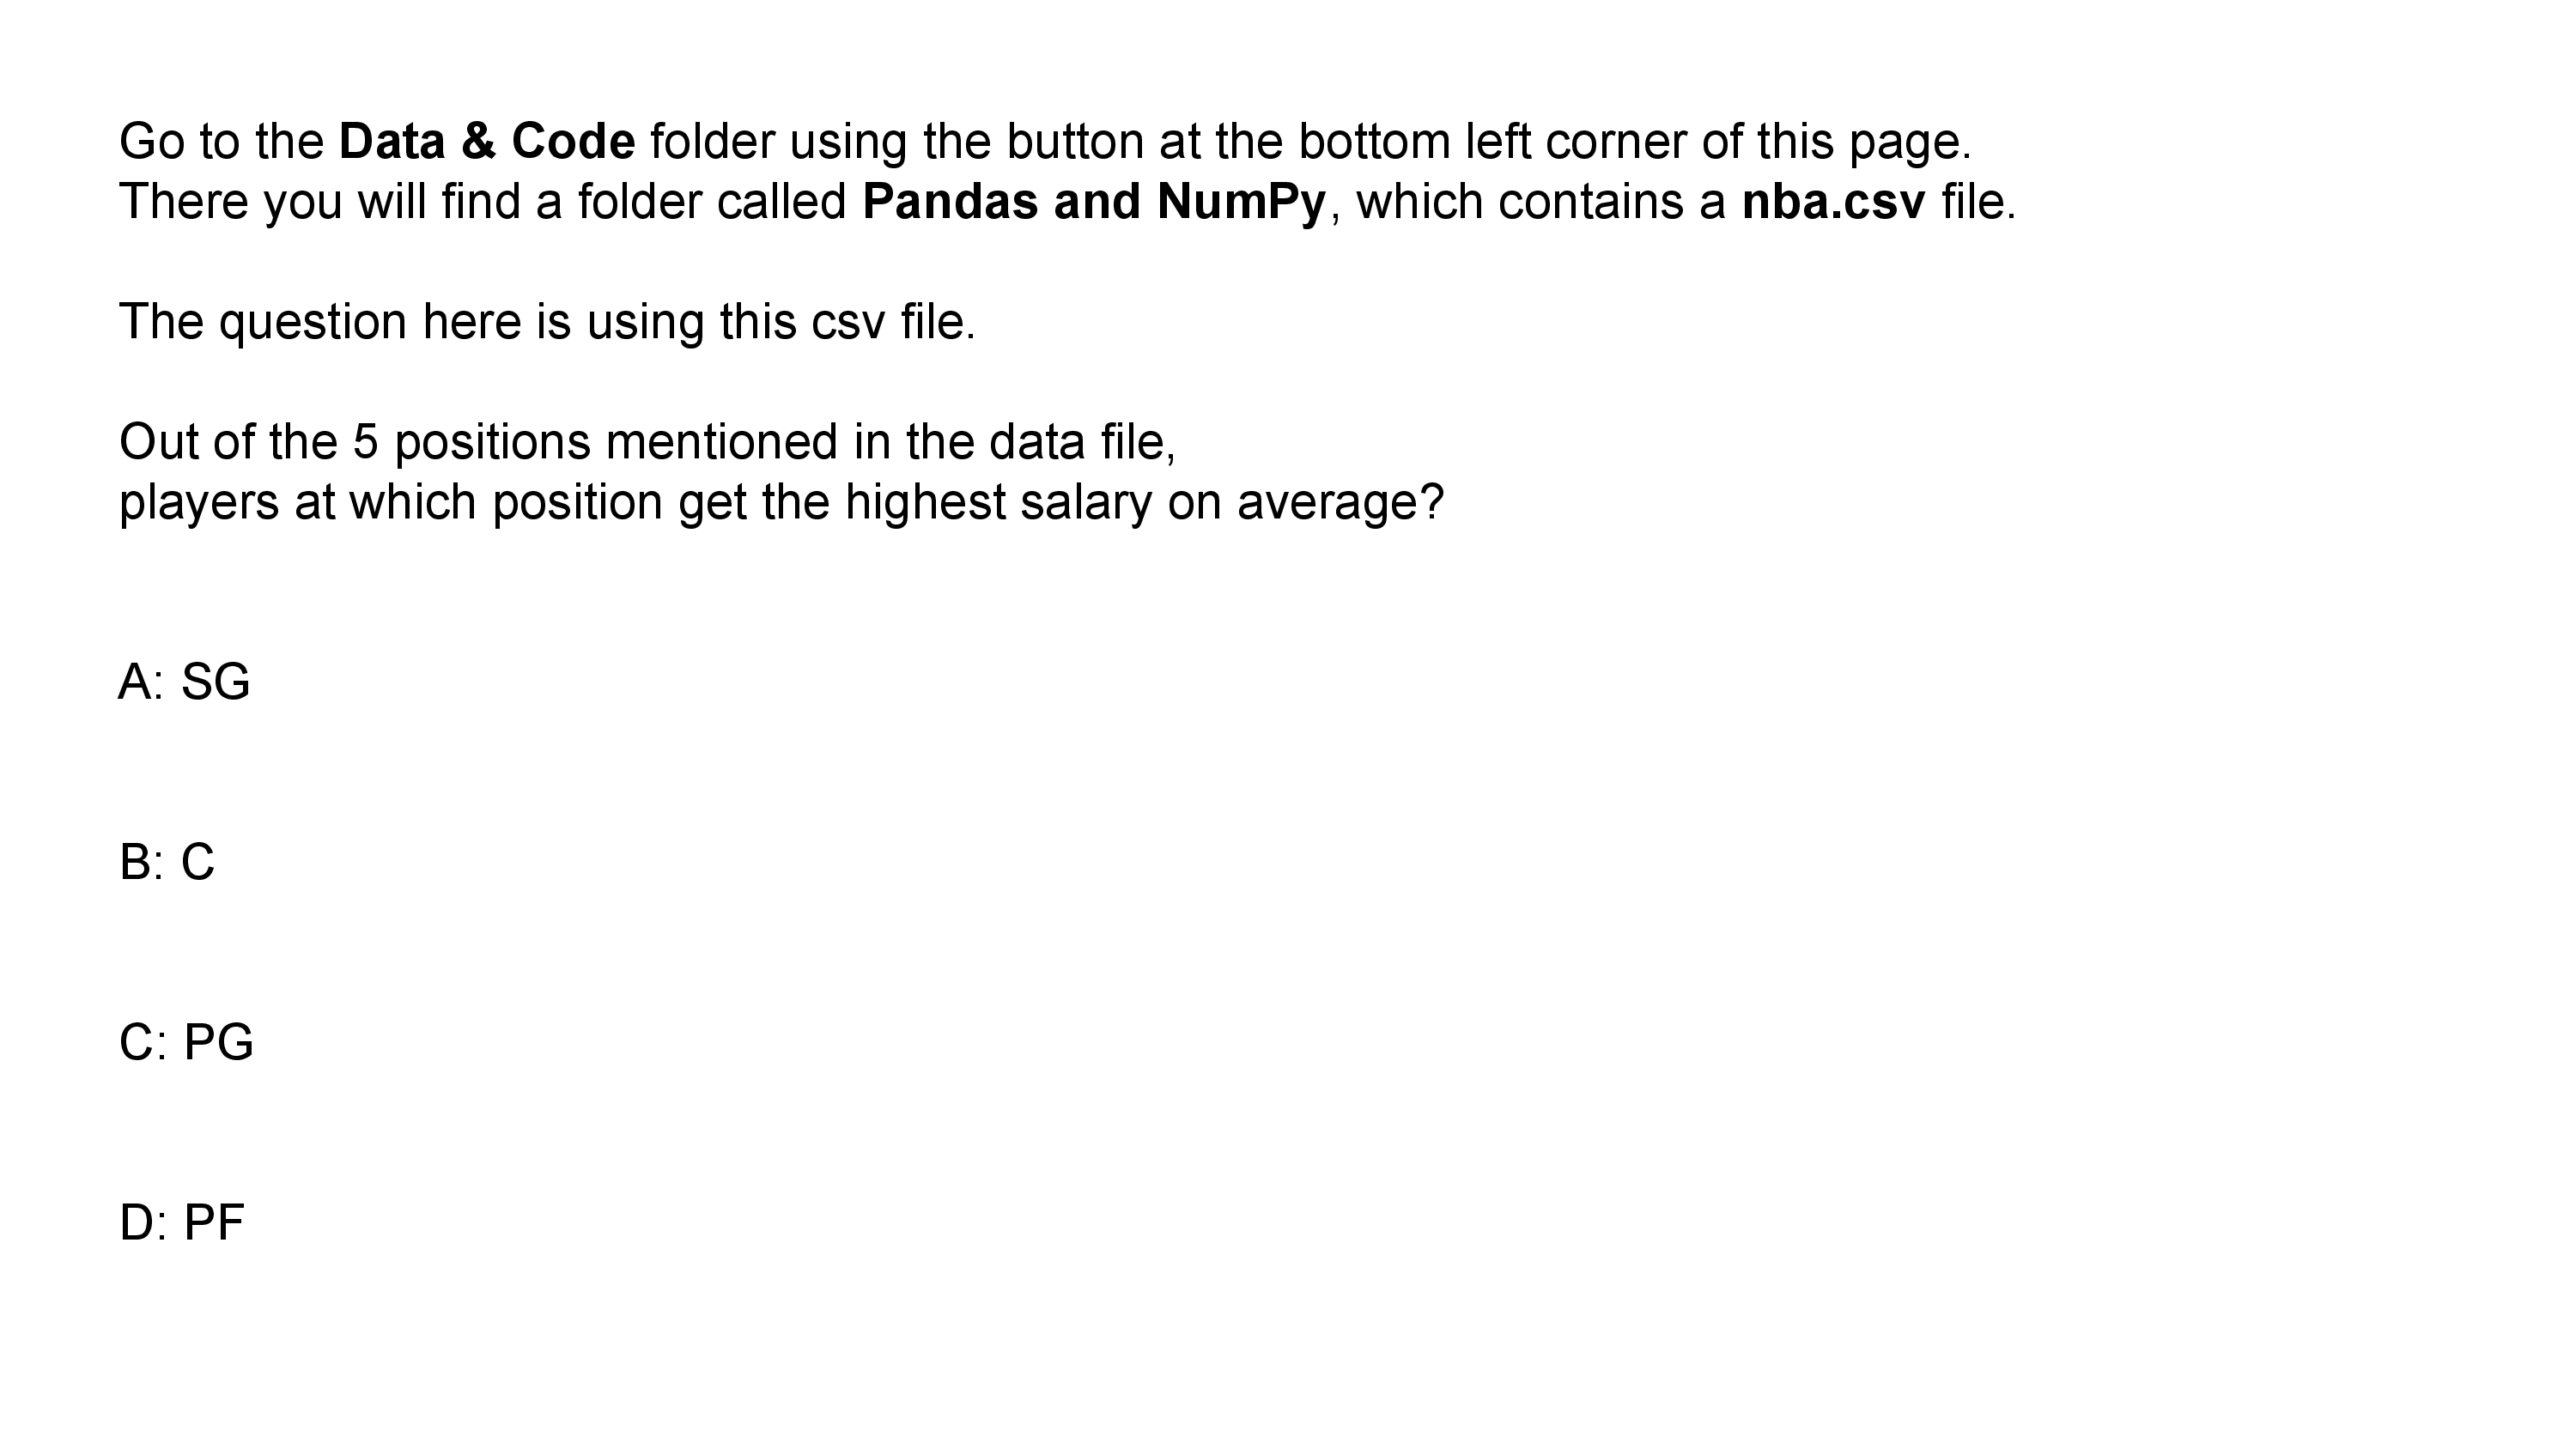 Go to the Data & Code folder using the button at the bottom left corner of this page.
There you will find a folder called Pandas and NumPy, which contains a nba.csv file.
The question here is using this csv file.
Out of the 5 positions mentioned in the data file,
players at which position get the highest salary on average?
A: SG
B: C
C: PG
D: PF